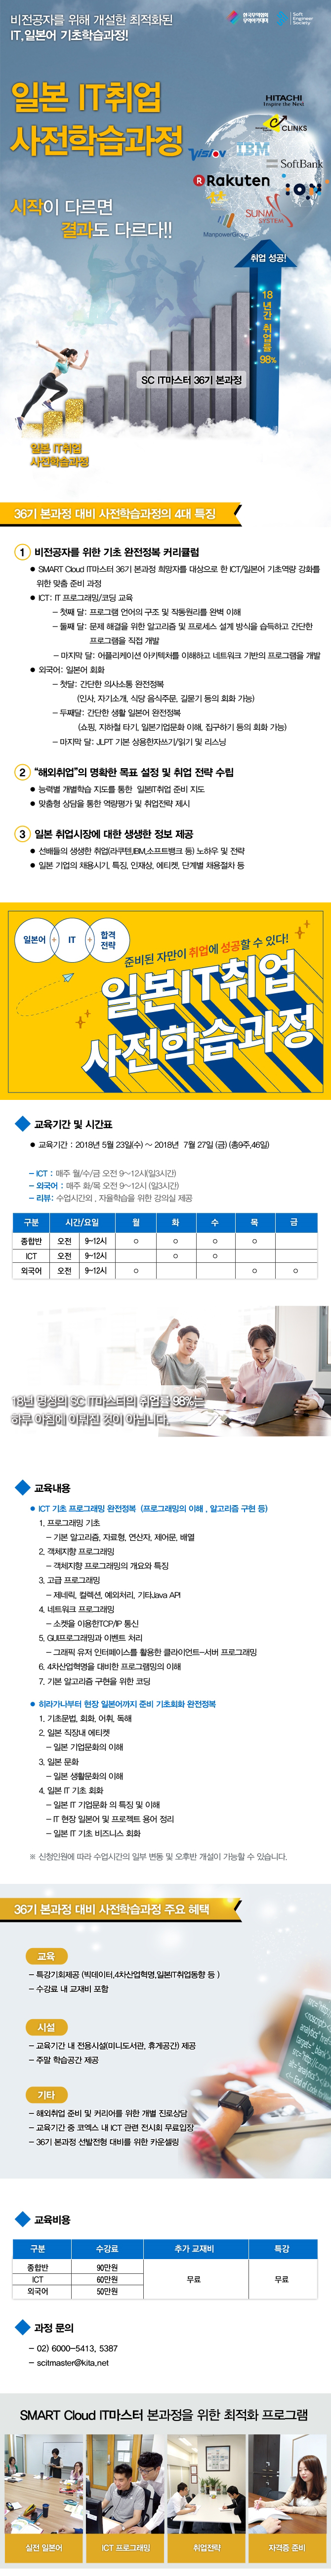 비전공자를 위해 개설한 최적화된
IT,일본어 기초학습과정!
한국무역협회
무역아카데미
Soft
Engineer
Society
일본 IT취업
사전학습과정
HITACHI
Inspire the Next
CLINKS
VISION
IBM
SoftBank
Rakuten
SUNM
SYSTEM
ManpowerGroup
시작이 다르면
결과도 다르다!!
취업 성공!
18년간 취업률 98%
SC IT마스터 36기 본과정
일본 IT취업
사전학습과정
36기 본과정 대비 사전학습과정의 4대 특징
1 비전공자를 위한 기초 완전정복 커리큘럼
● SMART Cloud IT마스터 36기 본과정 희망자를 대상으로 한 ICT/일본어 기초역량 강화를
위한 맞춤 준비 과정
● ICT: IT 프로그래밍/코딩 교육
– 첫째 달: 프로그램 언어의 구조 및 작동원리를 완벽 이해
– 둘째 달: 문제 해결을 위한 알고리즘 및 프로세스 설계 방식을 습득하고 간단한
프로그램을 직접 개발
– 마지막 달: 어플리케이션 아키텍처를 이해하고 네트워크 기반의 프로그램을 개발
● 외국어: 일본어 회화
– 첫달: 간단한 의사소통 완전정복
(인사, 자기소개, 식당 음식주문, 길묻기 등의 회화 가능)
– 두째달: 간단한 생활 일본어 완전정복
(쇼핑, 지하철 타기, 일본기업문화 이해, 집구하기 등의 회화 가능)
– 마지막 달: JLPT 기본 상용한자쓰기/일기 및 리스닝
2 “해외취업”의 명확한 목표 설정 및 취업 전략 수립
● 능력별 개별학습 지도를 통한 일본IT취업 준비 지도
● 맞춤형 상담을 통한 역량평가 및 취업전략 제시
3 일본 취업시장에 대한 생생한 정보 제공
● 선배들의 생생한 취업(라쿠텐,IBM,소프트뱅크 등) 노하우 및 전략
● 일본 기업의 채용시기, 특징, 인재상, 에티켓, 단계별 채용절차 등
일본어 + IT + 합격
전략
준비된 자만이 취업에 성공할 수 있다!
일본IT취업
사전학습과정
교육기간 및 시간표
● 교육기간 : 2018년 5월 23일(수) ~ 2018년 7월 27일 (금) (총9주,46일)
– ICT : 매주 월/수/금 오전 9~12시(일3시간)
– 외국어 : 매주 화/목 오전 9~12시 (일3시간)
– 리뷰: 수업시간외 , 자율학습을 위한 강의실 제공
구분 시간/요일 월 화 수 목 금
종합반 오전 9-12시 ○ ○ ○ ○
ICT 오전 9-12시 ○ ○
외국어 오전 9-12시 ○ ○ ○
18년 명성의 SC IT마스터의 취업률 98%는
하루 아침에 이뤄진 것이 아닙니다.
교육내용
● ICT 기초 프로그래밍 완전정복 (프로그래밍의 이해 , 알고리즘 구현 등)
1. 프로그래밍 기초
– 기본 알고리즘, 자료형, 연산자, 제어문, 배열
2. 객체지향 프로그래밍
– 객체지향 프로그래밍의 개요와 특징
3. 고급 프로그래밍
– 제네릭, 컬렉션, 예외처리, 기타Java API
4. 네트워크 프로그래밍
– 소켓을 이용한TCP/IP 통신
5. GUI프로그래밍과 이벤트 처리
– 그래픽 유저 인터페이스를 활용한 클라이언트–서버 프로그래밍
6. 4차산업혁명을 대비한 프로그램밍의 이해
7. 기본 알고리즘 구현을 위한 코딩
● 히라가나부터 현장 일본어까지 준비 기초회화 완전정복
1. 기초문법, 회화, 어휘, 독해
2. 일본 직장내 에티켓
– 일본 기업문화의 이해
3. 일본 문화
– 일본 생활문화의 이해
4. 일본 IT 기초 회화
– 일본 IT 기업문화 의 특징 및 이해
– IT 현장 일본어 및 프로젝트 용어 정리
– 일본 IT 기초 비즈니스 회화
※ 신청인원에 따라 수업시간의 일부 변동 및 오후반 개설이 가능할 수 있습니다.
36기 본과정 대비 사전학습과정 주요 혜택
교육
– 특강기회제공 (빅데이터,4차산업혁명,일본IT취업동향 등 )
– 수강료 내 교재비 포함
시설
– 교육기간 내 전용시설(미니도서관, 휴게공간) 제공
– 주말 학습공간 제공
기타
– 해외취업 준비 및 커리어를 위한 개별 진로상담
– 교육기간 중 코엑스 내 ICT 관련 전시회 무료입장
– 36기 본과정 선발전형 대비를 위한 카운셀링
교육비용
구분 수강료 추가 교재비 특강
종합반 90만원
ICT 60만원 무료 무료
외국어 50만원
과정 문의
– 02) 6000-5413, 5387
– scitmaster@kita.net
SMART Cloud IT마스터 본과정을 위한 최적화 프로그램
실전 일본어
ICT 프로그래밍
취업전략
자격증 준비